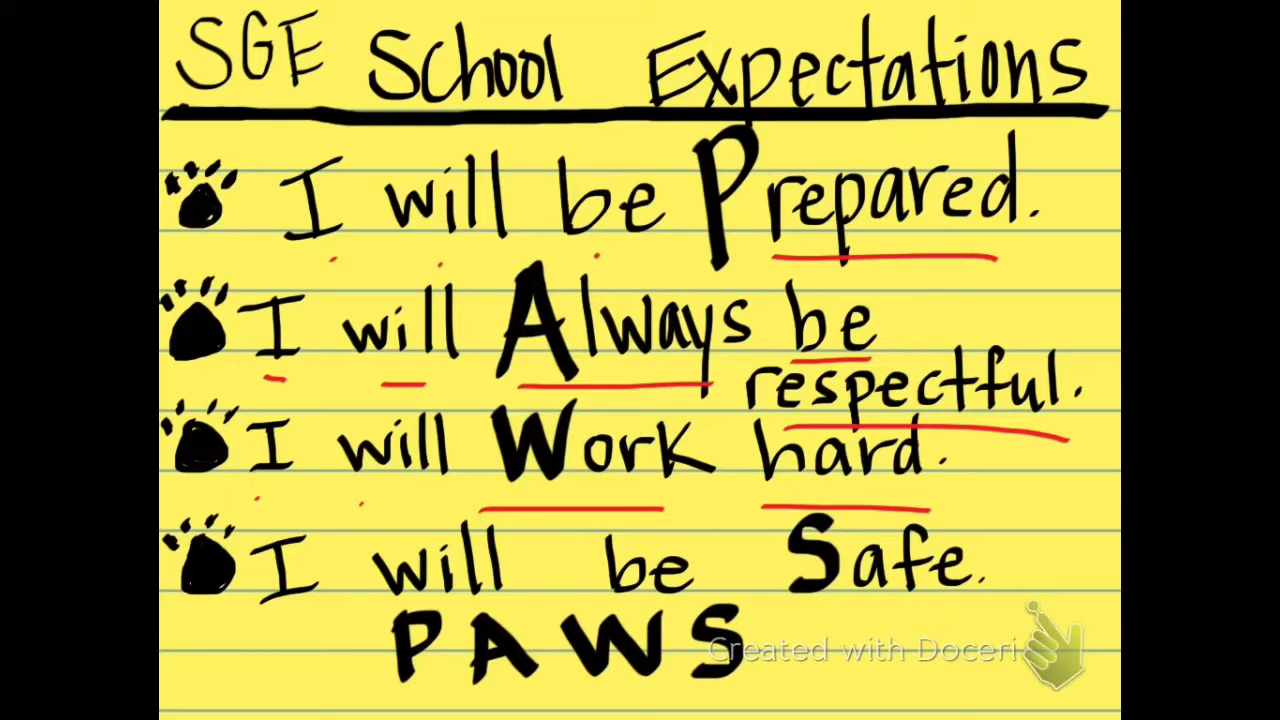 SGE School Expectations
I will be Prepared.
I will Always be
respectful.
I will Work hard.
I will be Safe.
PAWS
Created with Doceri